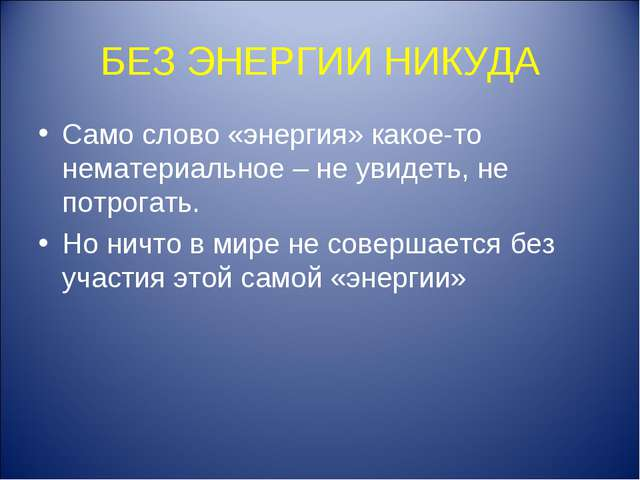 БЕЗ ЭНЕРГИИ НИКУДА
• Само слово «энергия» какое-то
нематериальное – не увидеть, не
потрогать.
• Но ничто в мире не совершается без
участия этой самой «энергии»